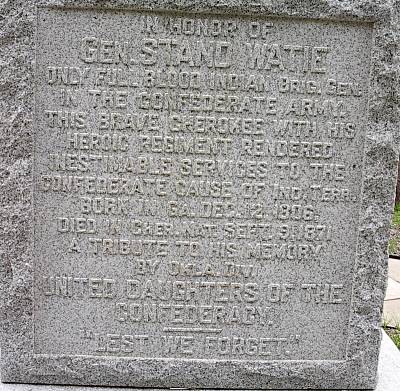 IN HONOR OF
GEN. STAND WATIE
ONLY FULL BLOOD INDIAN BRIG. GEN.
IN THE CONFEDERATE ARMY.
THIS BRAVE CHEROKEE WITH HIS
HEROIC REGIMENT RENDERED
INESTIMABLE SERVICES TO THE
CONFEDERATE CAUSE OF IND. TERR.
BORN IN GA. DEC. 12, 1806.
DIED IN CHER. NAT. SEPT. 9, 1871
A TRIBUTE TO HIS MEMORY
BY OKLA. DIV.
UNITED DAUGHTERS OF THE
CONFEDERACY.
"LEST WE FORGET."